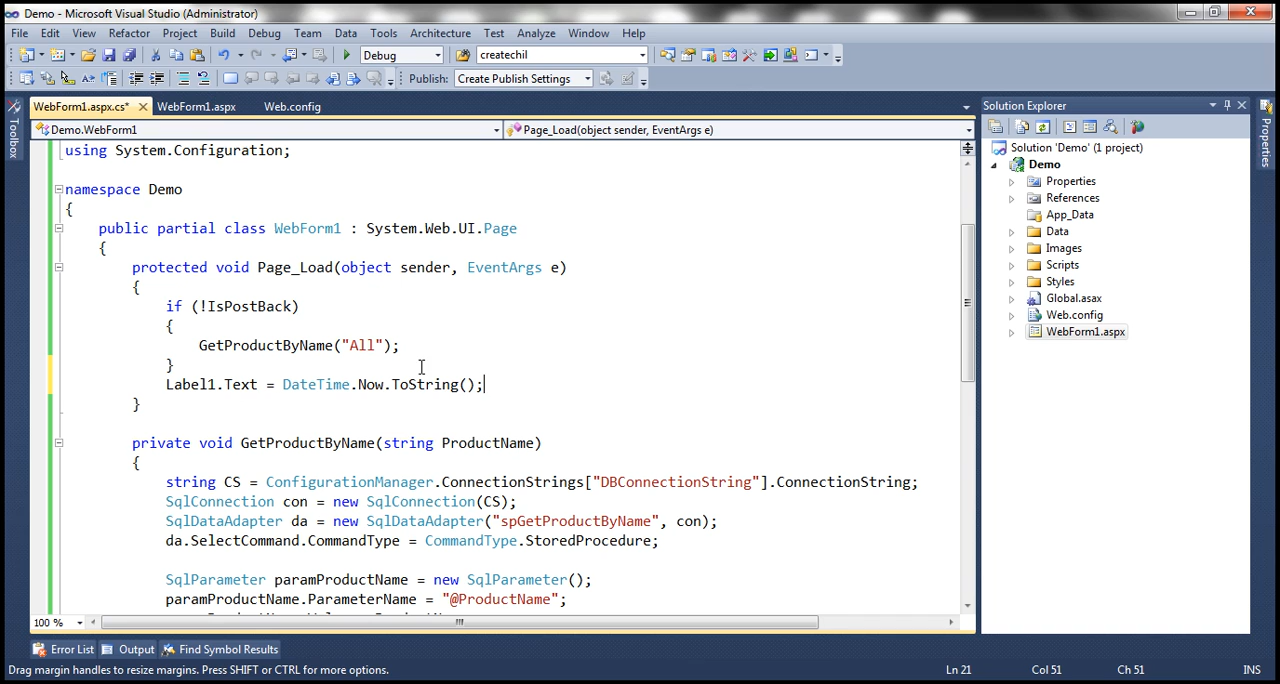 Demo - Microsoft Visual Studio (Administrator)
File Edit View Refactor Project Build Debug Team Data Tools Architecture Test Analyze Window Help
Debug createchil
Publish: Create Publish Settings
WebForm1.aspx.cs* WebForm1.aspx Web.config
Demo.WebForm1 Page_Load(object sender, EventArgs e)
using System.Configuration;
namespace Demo
{
public partial class WebForm1 : System.Web.UI.Page
{
protected void Page_Load(object sender, EventArgs e)
{
if (!IsPostBack)
{
GetProductByName("All");
}
Label1.Text = DateTime.Now.ToString();
}
private void GetProductByName(string ProductName)
{
string CS = ConfigurationManager.ConnectionStrings["DBConnectionString"].ConnectionString;
SqlConnection con = new SqlConnection(CS);
SqlDataAdapter da = new SqlDataAdapter("spGetProductByName", con);
da.SelectCommand.CommandType = CommandType.StoredProcedure;
SqlParameter paramProductName = new SqlParameter();
paramProductName.ParameterName = "@ProductName";
100 %
Error List Output Find Symbol Results
Drag margin handles to resize margins. Press SHIFT or CTRL for more options. Ln 21 Col 51 Ch 51 INS
Toolbox
Solution Explorer
Solution 'Demo' (1 project)
Demo
Properties
References
App_Data
Data
Images
Scripts
Styles
Global.asax
Web.config
WebForm1.aspx
Properties